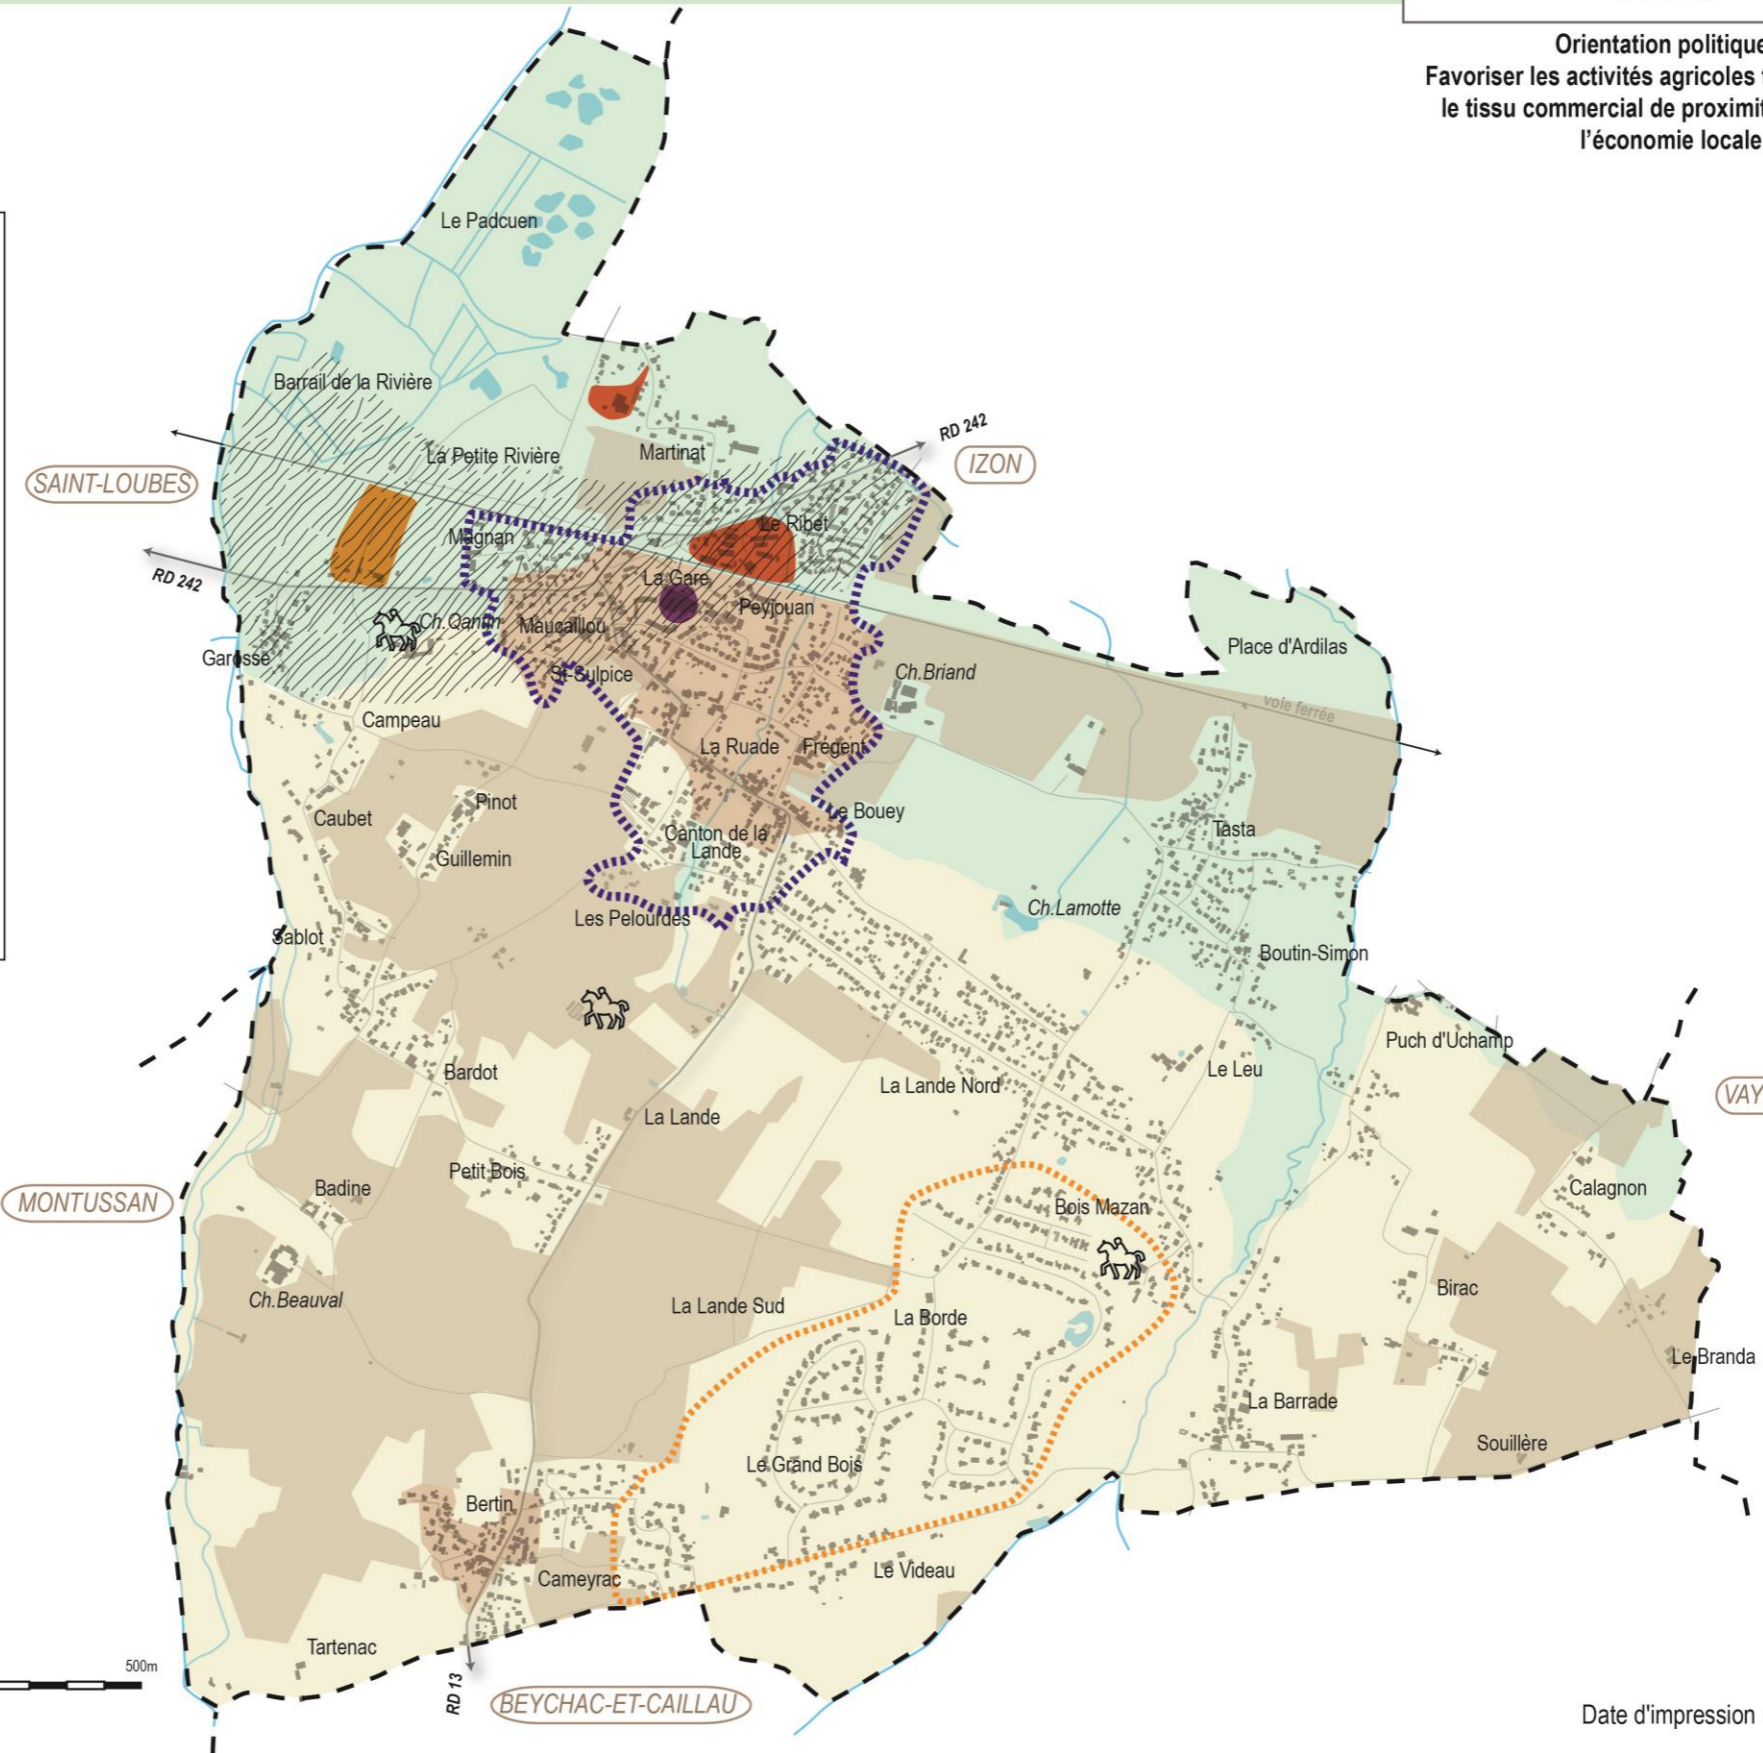 Orientation politique
Favoriser les activités agricoles
le tissu commercial de proximit
l'économie locale
Le Padcuen
Barrail de la Rivière
RD 242
La Petite Rivière
Martinat
IZON
SAINT-LOUBES
Le Ribet
Magnan
RD 242
La Gare
Peyjouan
Ch.Qantin
Maucaillou
Garosse
Place d'Ardilas
St-Sulpice
Ch.Briand
voie ferrée
Campeau
La Ruade
Fregent
Pinot
Caubet
Le Bouey
Canton de la
Lande
Tasta
Guillemin
Ch.Lamotte
Les Pelourdes
Sablot
Boutin-Simon
Puch d'Uchamp
Bardot
Le Leu
La Lande Nord
VAY
La Lande
Petit Bois
Badine
Calagnon
MONTUSSAN
Bois Mazan
Birac
Ch.Beauval
La Lande Sud
La Borde
Le Branda
La Barrade
Souillère
Le Grand Bois
Bertin
Le Videau
Cameyrac
Tartenac
500m
RD 13
BEYCHAC-ET-CAILLAU
Date d'impression